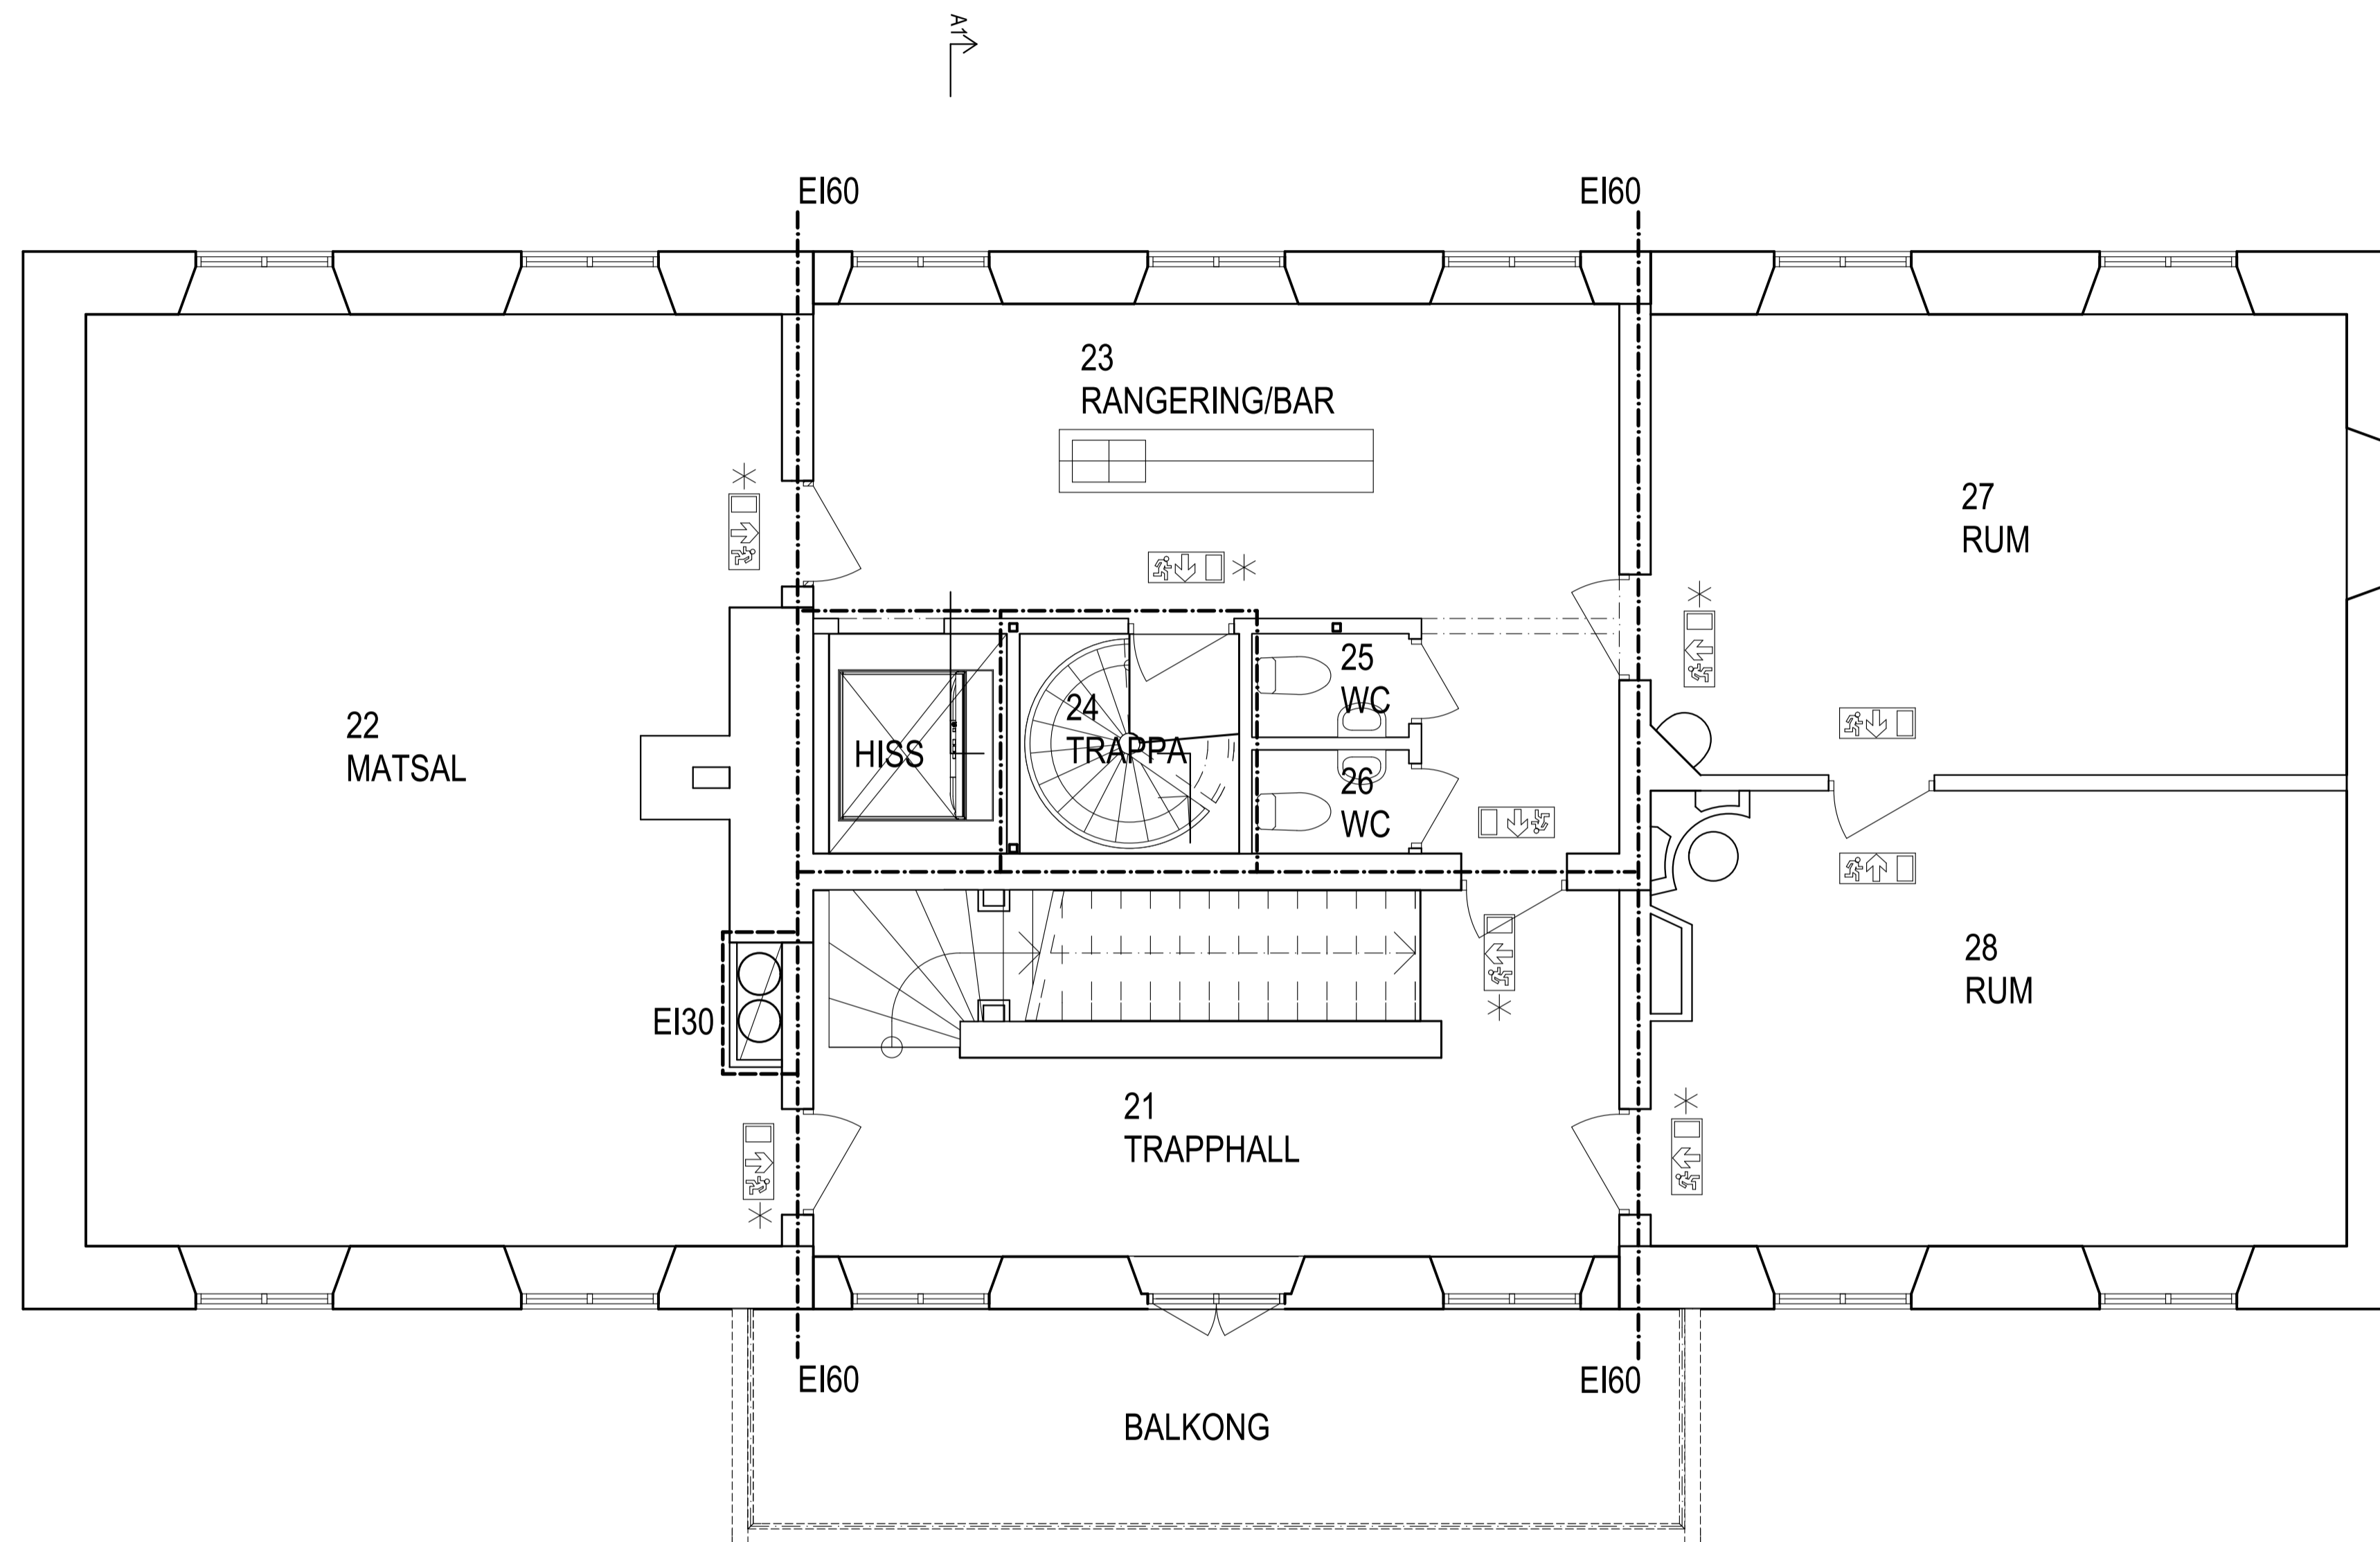 A1
EI60
EI60
23
RANGERING/BAR
27
RUM
25
WC
24
TRAPPA
22
MATSAL
HISS
26
WC
28
RUM
EI30
21
TRAPPHALL
EI60
EI60
BALKONG